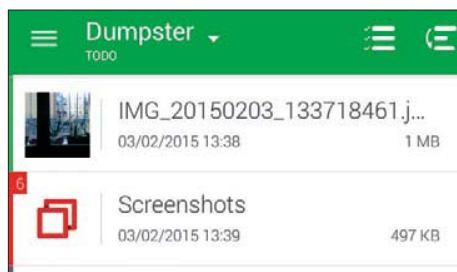 Dumpster
TODO
IMG_20150203_133718461.j...
03/02/2015 13:38 1 MB
6
Screenshots
03/02/2015 13:39 497 KB